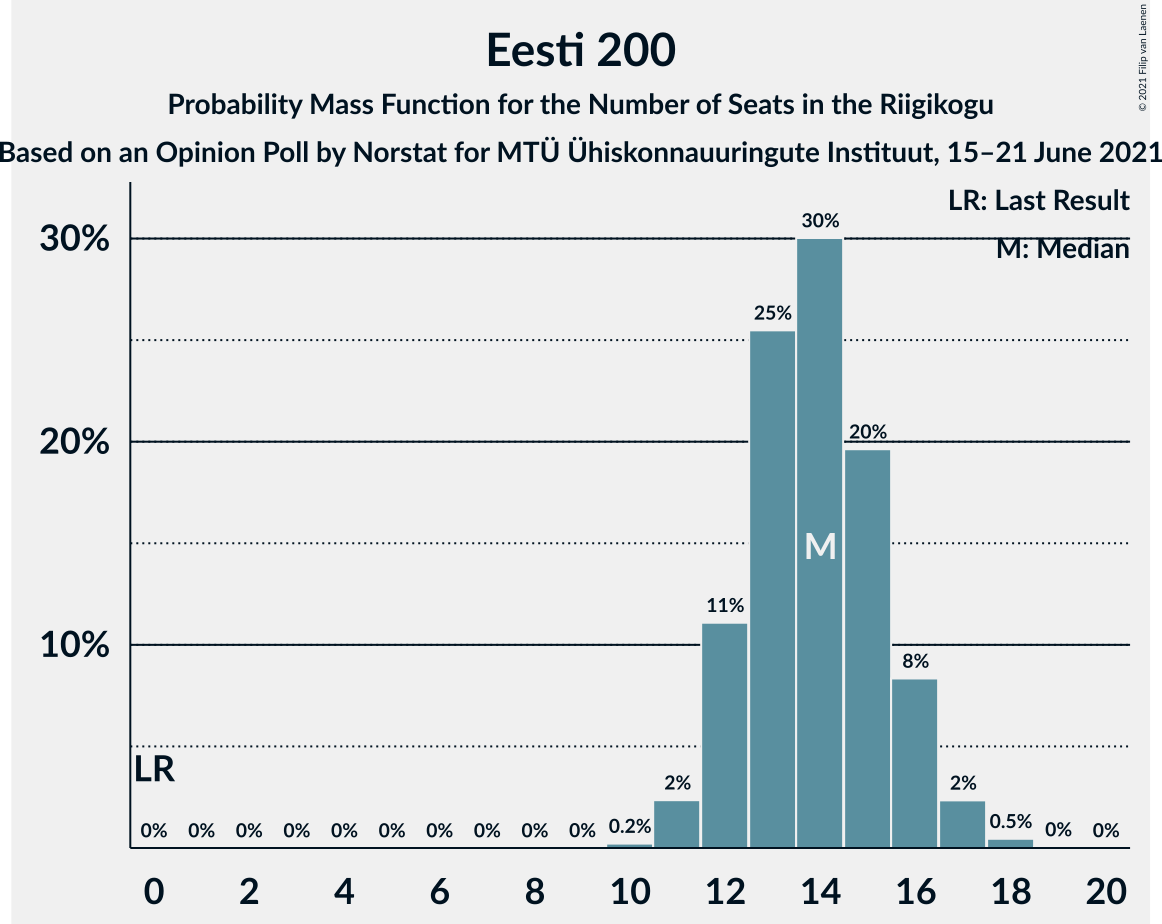 Eesti 200
Probability Mass Function for the Number of Seats in the Riigikogu
Based on an Opinion Poll by Norstat for MTÜ Ühiskonnauuringute Instituut, 15–21 June 2021
© 2021 Filip van Laenen
LR: Last Result
M: Median
30%
20%
10%
30%
25%
20%
M
11%
8%
LR
2%
2%
0% 0% 0% 0% 0% 0% 0% 0% 0% 0% 0.2% 0.5% 0% 0%
0 2 4 6 8 10 12 14 16 18 20